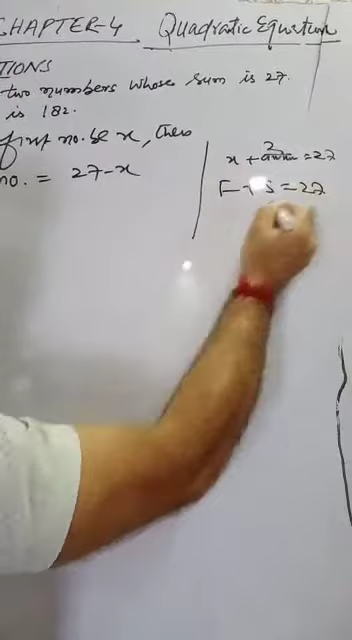 CHAPTER-4 Quadratic Equation
TIONS
two numbers whose sum is 27.
is 182.
first no. be x, then
no. = 27-x
x + = 27
F + S = 27